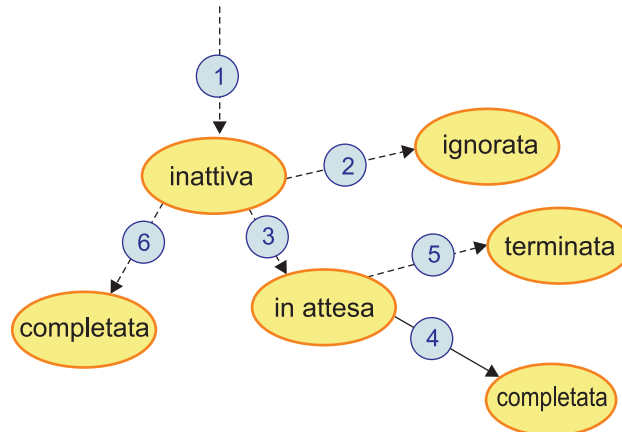 1
inattiva
2
ignorata
6
3
5
terminata
completata
in attesa
4
completata